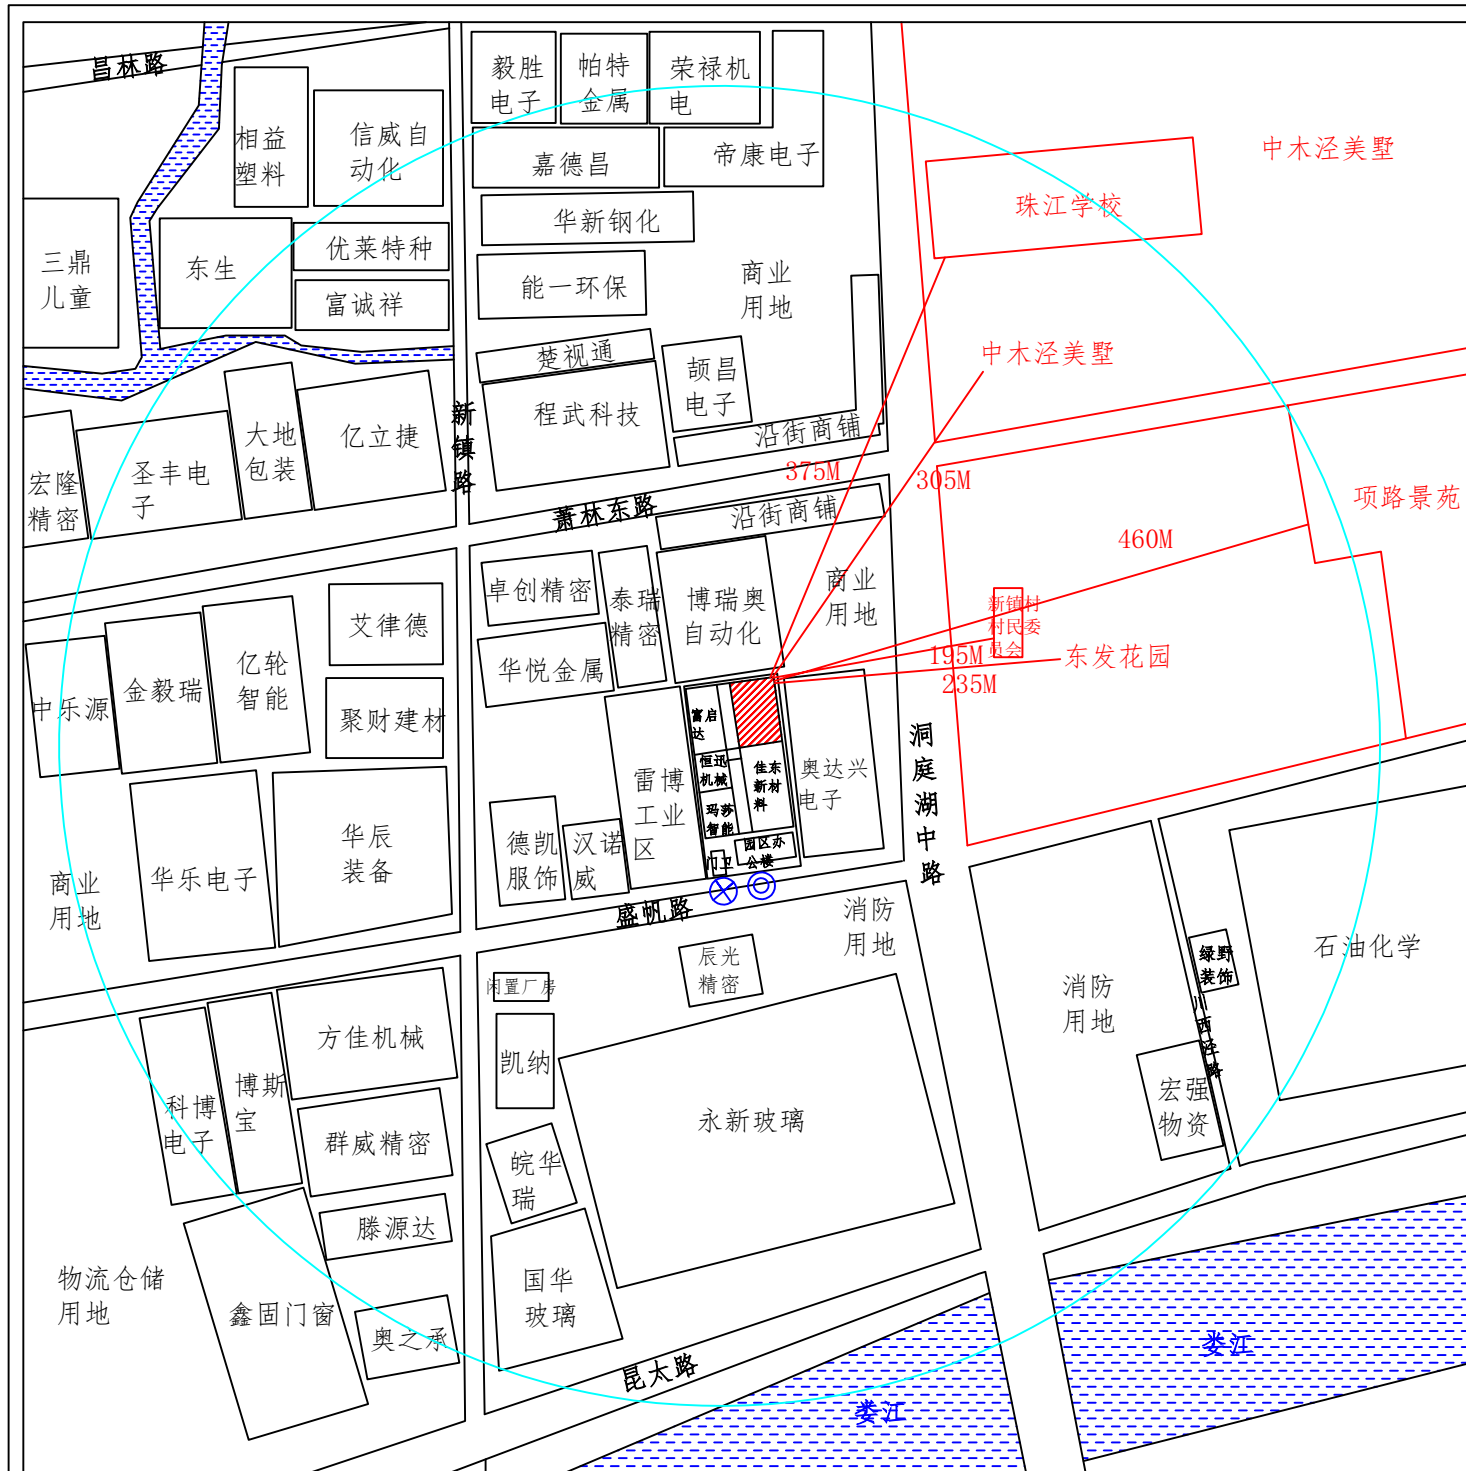 昌林路
毅胜
电子
帕特
金属
荣禄机
电
相益
塑料
信威自
动化
嘉德昌
帝康电子
中木泾美墅
珠江学校
华新钢化
三鼎
儿童
东生
优莱特种
富诚祥
能一环保
商业
用地
楚视通
颉昌
电子
中木泾美墅
程武科技
沿街商铺
新
镇
路
大地
包装
亿立捷
宏隆
精密
圣丰电
子
375M
305M
项路景苑
萧林东路
沿街商铺
460M
卓创精密
泰瑞
精密
博瑞奥
自动化
商业
用地
新镇村
村民委
员会
艾律德
亿轮
智能
华悦金属
195M
235M
东发花园
中乐源
金毅瑞
聚财建材
富启
达
恒迅
机械
玛莎
智能
佳东
新材
料
奥达兴
电子
洞
庭
湖
中
路
雷博
工业
区
德凯
服饰
汉诺
威
门卫
园区办
公楼
华辰
装备
华乐电子
商业
用地
盛帆路
消防
用地
辰光
精密
闲置厂房
绿野
装饰
石油化学
消防
用地
川
西
泾
路
方佳机械
凯纳
科博
电子
博斯
宝
群威精密
永新玻璃
宏强
物资
皖华
瑞
滕源达
物流仓储
用地
鑫固门窗
国华
玻璃
奥之承
昆太路
娄江
娄江